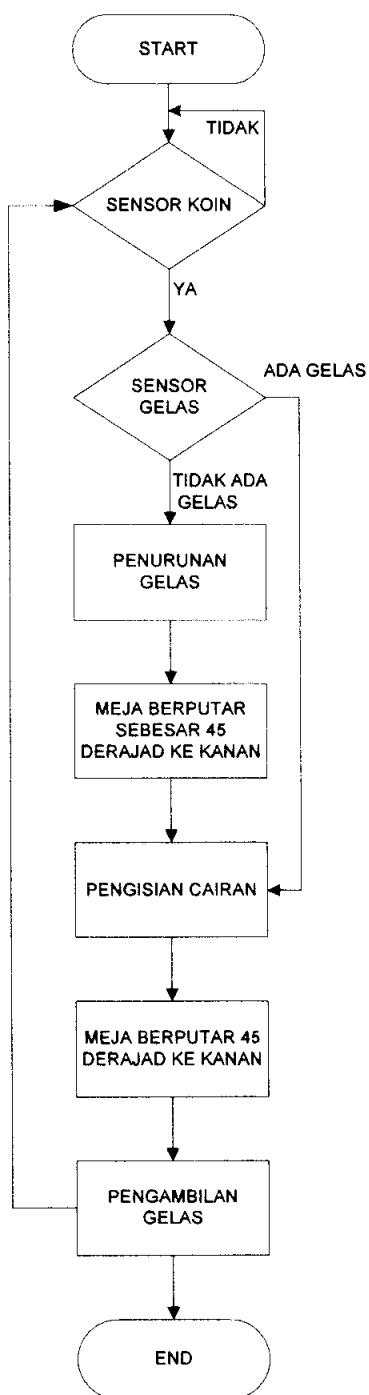 START
TIDAK
SENSOR KOIN
YA
SENSOR
GELAS
ADA GELAS
TIDAK ADA
GELAS
PENURUNAN
GELAS
MEJA BERPUTAR
SEBESAR 45
DERAJAD KE KANAN
PENGISIAN CAIRAN
MEJA BERPUTAR 45
DERAJAD KE KANAN
PENGAMBILAN
GELAS
END